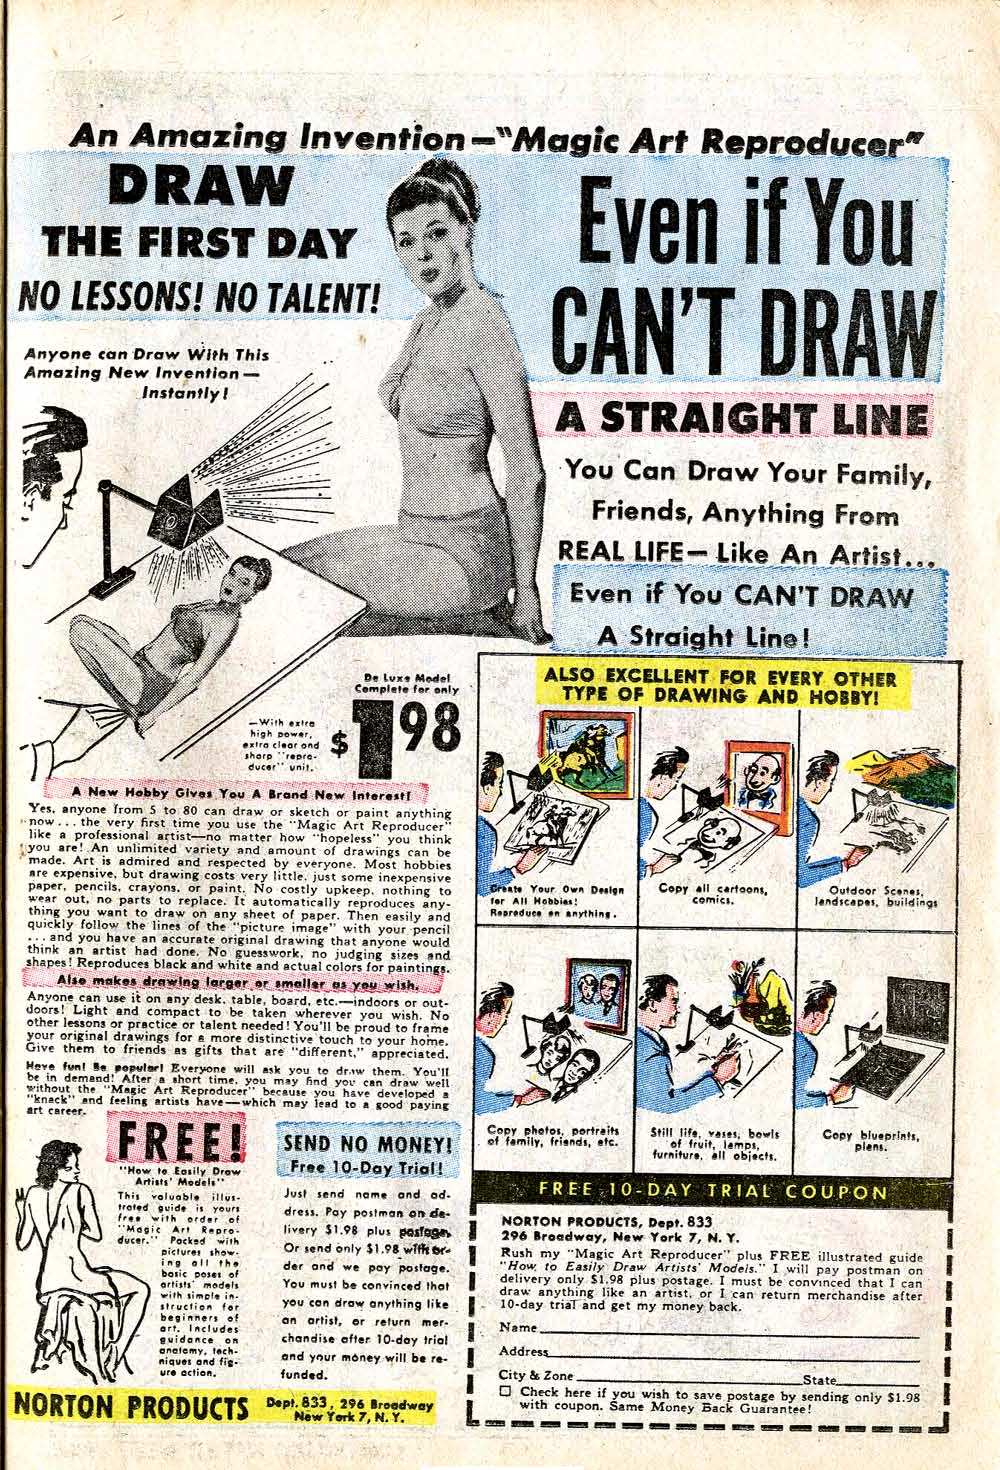 An Amazing Invention—"Magic Art Reproducer"
DRAW
THE FIRST DAY
NO LESSONS! NO TALENT!
Even if You
CAN'T DRAW
A STRAIGHT LINE
Anyone can Draw With This
Amazing New Invention—
Instantly!
You Can Draw Your Family,
Friends, Anything From
REAL LIFE— Like An Artist...
Even if You CAN'T DRAW
A Straight Line!
De Luxe Model
Complete for only
$1.98
—With extra
high power,
extra clear and
sharp "repro-
ducer" unit.
A New Hobby Gives You A Brand New Interest!
Yes, anyone from 5 to 80 can draw or sketch or paint anything
now... the very first time you use the "Magic Art Reproducer"
like a professional artist—no matter how "hopeless" you think
you are! An unlimited variety and amount of drawings can be
made. Art is admired and respected by everyone. Most hobbies
are expensive, but drawing costs very little, just some inexpensive
paper, pencils, crayons, or paint. No costly upkeep, nothing to
wear out, no parts to replace. It automatically reproduces any-
thing you want to draw on any sheet of paper. Then easily and
quickly follow the lines of the "picture image" with your pencil
... and you have an accurate original drawing that anyone would
think an artist had done. No guesswork, no judging sizes and
shapes! Reproduces black and white and actual colors for paintings.
Also makes drawing larger or smaller as you wish.
Anyone can use it on any desk, table, board, etc.—indoors or out-
doors! Light and compact to be taken wherever you wish. No
other lessons or practice or talent needed! You'll be proud to frame
your original drawings for a more distinctive touch to your home.
Give them to friends as gifts that are "different," appreciated.
Have fun! Be popular! Everyone will ask you to draw them. You'll
be in demand! After a short time, you may find you can draw well
without the "Magic Art Reproducer" because you have developed a
"knack" and feeling artists have—which may lead to a good paying
art career.
FREE!
"How to Easily Draw
Artists' Models"
This valuable illus-
trated guide is yours
free with order of
"Magic Art Repro-
ducer." Packed with
pictures show-
ing all the
basic poses of
artists' models
with simple in-
struction for
beginners of
art. Includes
guidance on
anatomy, tech-
niques and fig-
ure action.
SEND NO MONEY!
Free 10-Day Trial!
Just send name and ad-
dress. Pay postman on de-
livery $1.98 plus postage.
Or send only $1.98 with or-
der and we pay postage.
You must be convinced that
you can draw anything like
an artist, or return mer-
chandise after 10-day trial
and your money will be re-
funded.
NORTON PRODUCTS
Dept. 833, 296 Broadway
New York 7, N. Y.
ALSO EXCELLENT FOR EVERY OTHER
TYPE OF DRAWING AND HOBBY!
Create Your Own Design
for All Hobbies!
Reproduce on anything.
Copy all cartoons,
comics.
Outdoor Scenes,
landscapes, buildings
Copy photos, portraits
of family, friends, etc.
Still life, vases, bowls
of fruit, lamps,
furniture, all objects.
Copy blueprints,
plans.
FREE 10-DAY TRIAL COUPON
NORTON PRODUCTS, Dept. 833
296 Broadway, New York 7, N. Y.
Rush my "Magic Art Reproducer" plus FREE illustrated guide
"How to Easily Draw Artists' Models." I will pay postman on
delivery only $1.98 plus postage. I must be convinced that I can
draw anything like an artist, or I can return merchandise after
10-day trial and get my money back.
Name
Address
City & Zone State
☐ Check here if you wish to save postage by sending only $1.98
with coupon. Same Money Back Guarantee!